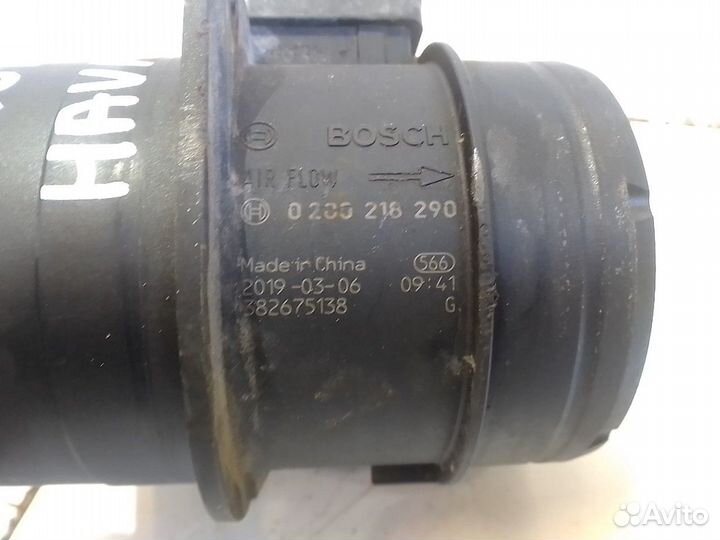 HAV
BOSCH
AIR FLOW
0 280 218 290
Made in China 566
2019-03-06 09:41
382675138 G
Avito